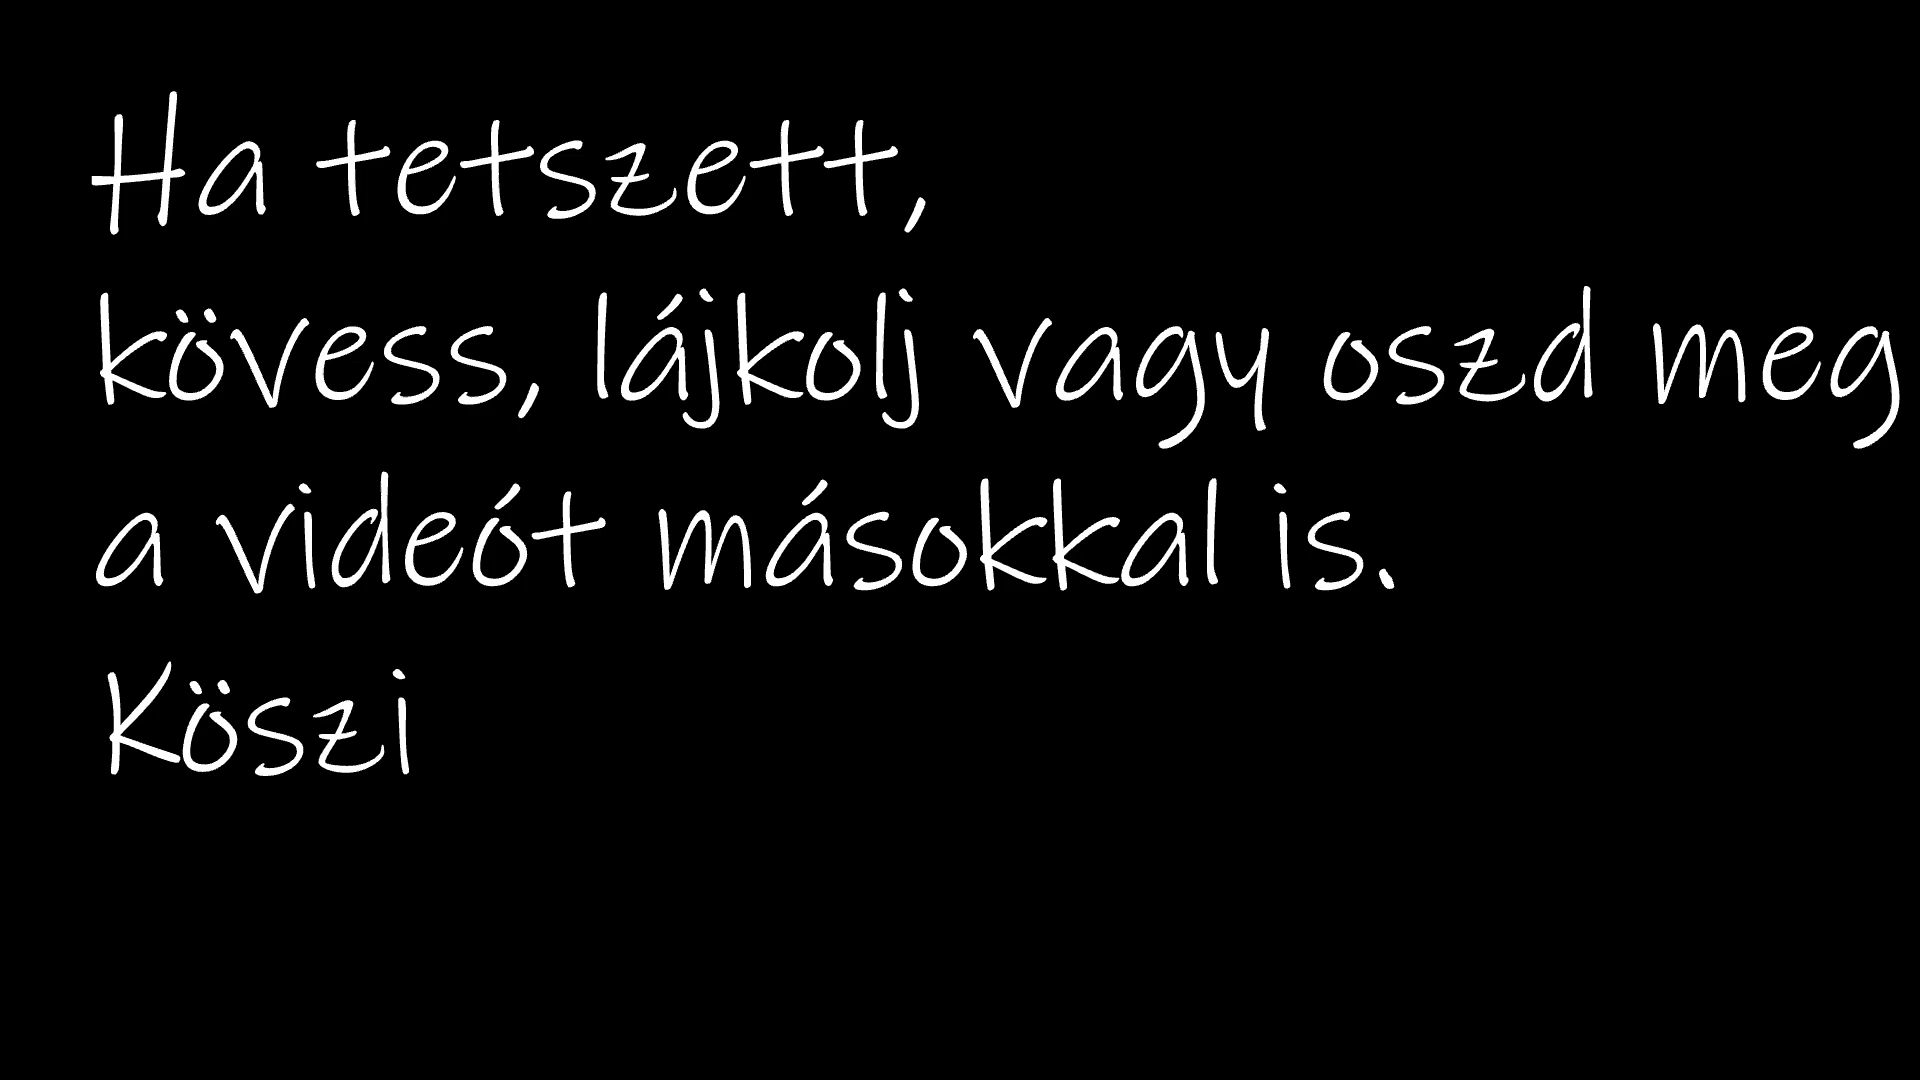 Ha tetszett,
kövess, lájkolj vagy oszd meg
a videót másokkal is.
Köszi